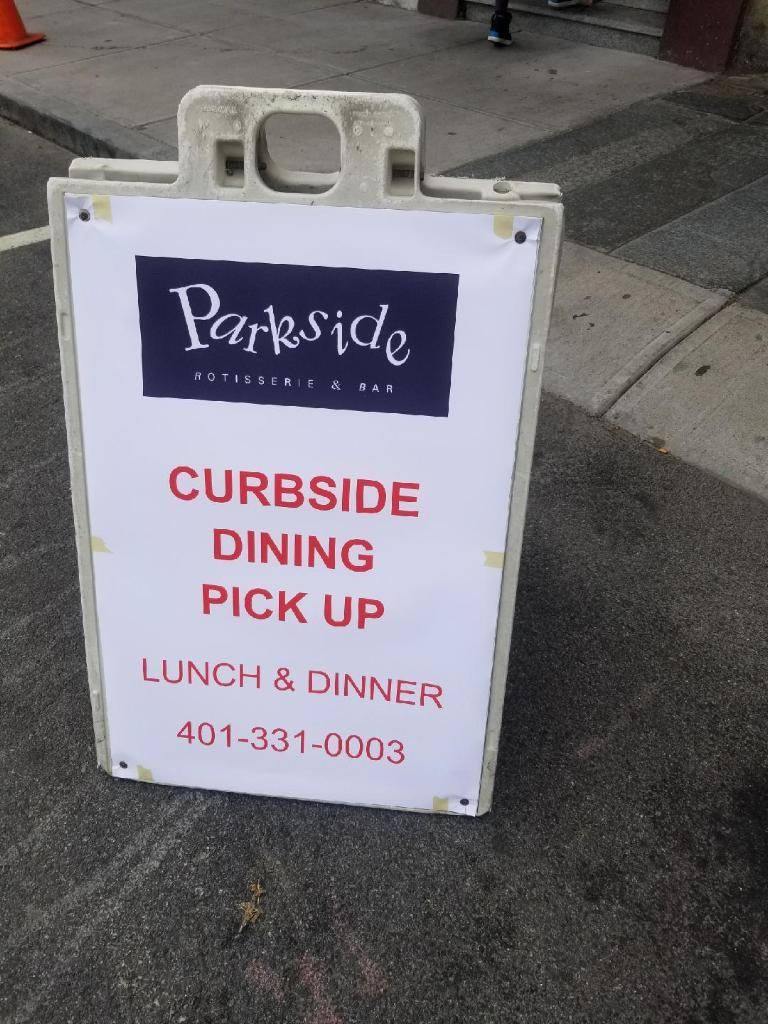 Parkside
ROTISSERIE & BAR
CURBSIDE
DINING
PICK UP
LUNCH & DINNER
401-331-0003